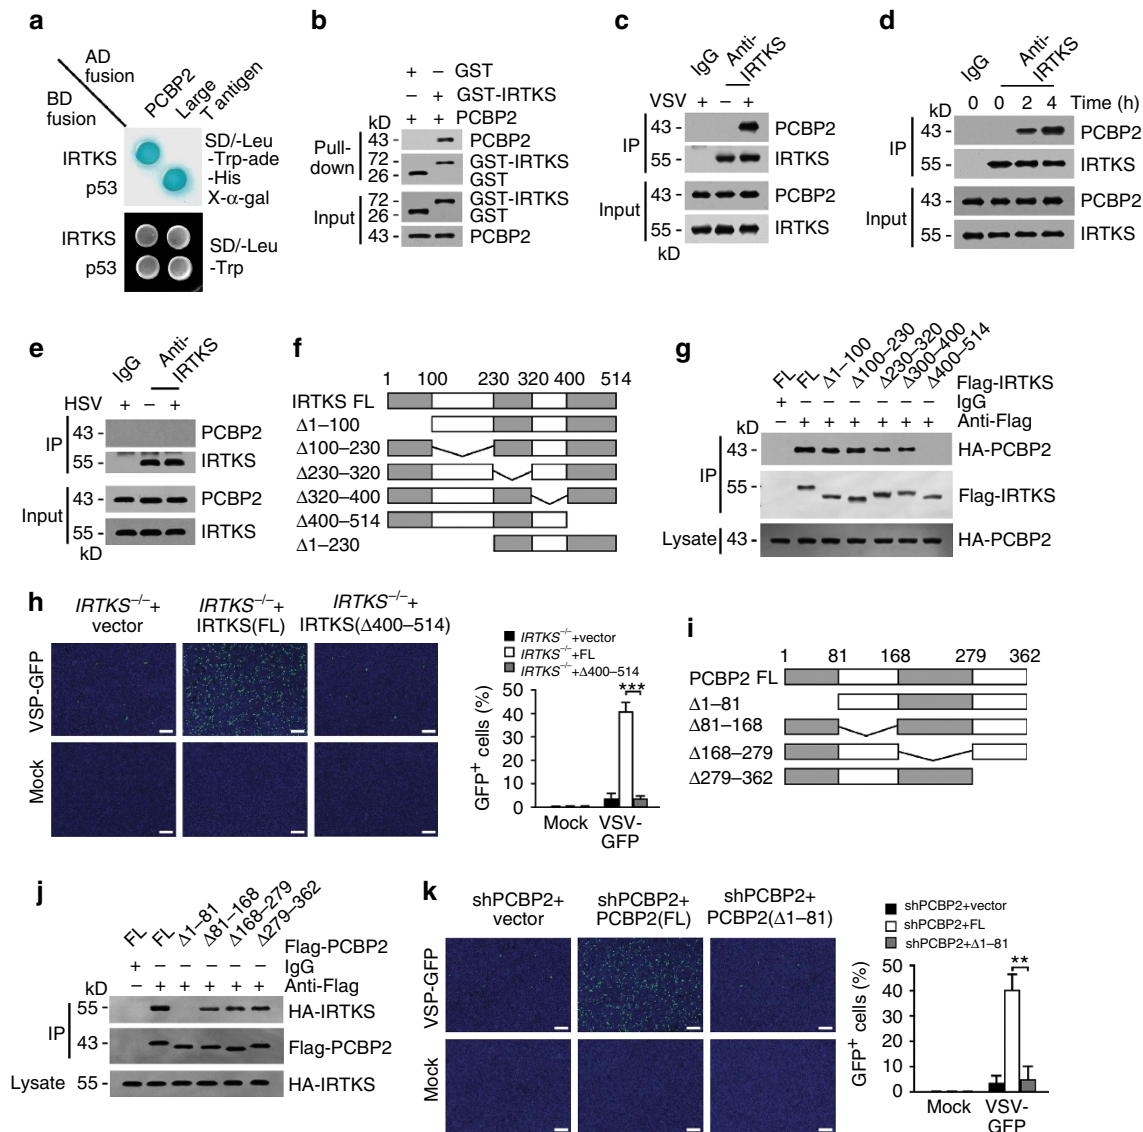 a
AD
fusion
BD
fusion
PCBP2
Large
T antigen
IRTKS
p53
SD/-Leu
-Trp-ade
-His
X-α-gal
IRTKS
p53
SD/-Leu
-Trp
b
+ – GST
– + GST-IRTKS
kD + + PCBP2
Pull-
down
43 - PCBP2
72 - GST-IRTKS
26 - GST
Input
72 - GST-IRTKS
26 - GST
43 - PCBP2
c
IgG
Anti-
IRTKS
VSV + – +
IP
43 - PCBP2
55 - IRTKS
Input
43 - PCBP2
55 - IRTKS
kD
d
IgG
Anti-
IRTKS
kD 0 0 2 4 Time (h)
IP
43 - PCBP2
55 - IRTKS
Input
43 - PCBP2
55 - IRTKS
e
IgG
Anti-
IRTKS
HSV + – +
IP
43 - PCBP2
55 - IRTKS
Input
43 - PCBP2
55 - IRTKS
kD
f
1 100 230 320 400 514
IRTKS FL
Δ1–100
Δ100–230
Δ230–320
Δ320–400
Δ400–514
Δ1–230
g
FL FL Δ1–100 Δ100–230 Δ230–320 Δ300–400 Δ400–514
Flag-IRTKS
+ – – – – – – IgG
kD – + + + + + + Anti-Flag
IP
43 - HA-PCBP2
55 - Flag-IRTKS
Lysate 43 - HA-PCBP2
h
IRTKS–/–+
vector
IRTKS–/–+
IRTKS(FL)
IRTKS–/–+
IRTKS(Δ400–514)
VSP-GFP
Mock
IRTKS–/–+vector
IRTKS–/–+FL
IRTKS–/–+Δ400–514
GFP+ cells (%)
50
40
30
20
10
0
***
Mock
VSV-
GFP
i
1 81 168 279 362
PCBP2 FL
Δ1–81
Δ81–168
Δ168–279
Δ279–362
j
FL FL Δ1–81 Δ81–168 Δ168–279 Δ279–362
Flag-PCBP2
+ – – – – – IgG
kD – + + + + + Anti-Flag
IP
55 - HA-IRTKS
43 - Flag-PCBP2
Lysate 55 - HA-IRTKS
k
shPCBP2+
vector
shPCBP2+
PCBP2(FL)
shPCBP2+
PCBP2(Δ1–81)
VSP-GFP
Mock
shPCBP2+vector
shPCBP2+FL
shPCBP2+Δ1–81
GFP+ cells (%)
50
40
30
20
10
0
**
Mock
VSV-
GFP